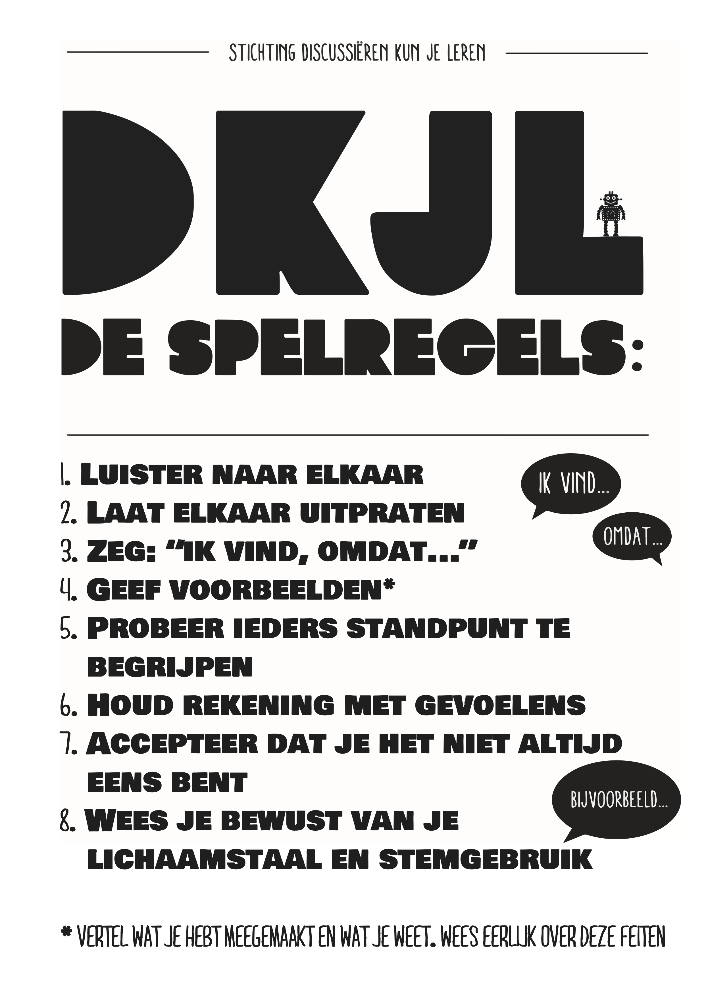 STICHTING DISCUSSIËREN KUN JE LEREN
DKJL
DE SPELREGELS:
1. LUISTER NAAR ELKAAR
IK VIND...
2. LAAT ELKAAR UITPRATEN
OMDAT...
3. ZEG: “IK VIND, OMDAT...”
4. GEEF VOORBEELDEN*
5. PROBEER IEDERS STANDPUNT TE
BEGRIJPEN
6. HOUD REKENING MET GEVOELENS
7. ACCEPTEER DAT JE HET NIET ALTIJD
EENS BENT
BIJVOORBEELD...
8. WEES JE BEWUST VAN JE
LICHAAMSTAAL EN STEMGEBRUIK
* VERTEL WAT JE HEBT MEEGEMAAKT EN WAT JE WEET. WEES EERLIJK OVER DEZE FEITEN